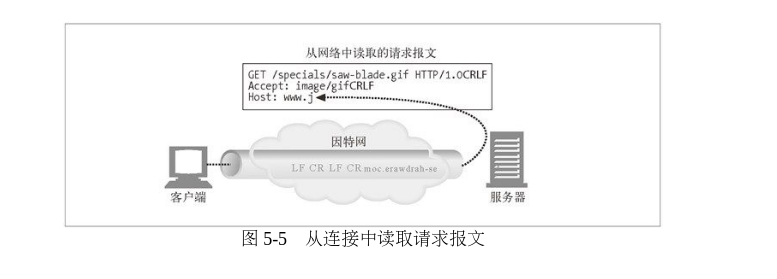 从网络中读取的请求报文
GET /specials/saw-blade.gif HTTP/1.0CRLF
Accept: image/gifCRLF
Host: www.j
因特网
LF CR LF CR moc.erawdrah-se
客户端
服务器
图 5-5 从连接中读取请求报文